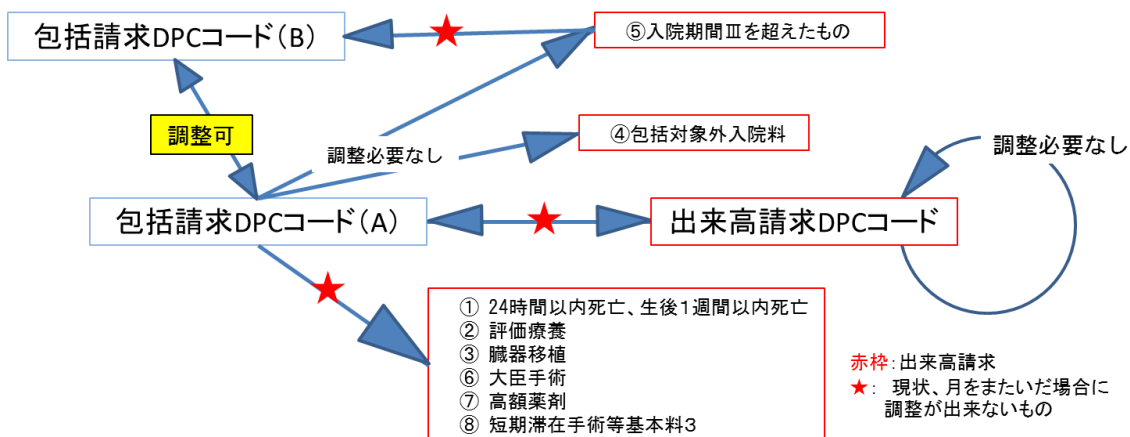 包括請求DPCコード(B)
⑤入院期間Ⅲを超えたもの
調整可
④包括対象外入院料
調整必要なし
調整必要なし
包括請求DPCコード(A)
出来高請求DPCコード
① 24時間以内死亡、生後1週間以内死亡
② 評価療養
③ 臓器移植
⑥ 大臣手術
⑦ 高額薬剤
⑧ 短期滞在手術等基本料3
赤枠:出来高請求
★: 現状、月をまたいだ場合に
調整が出来ないもの